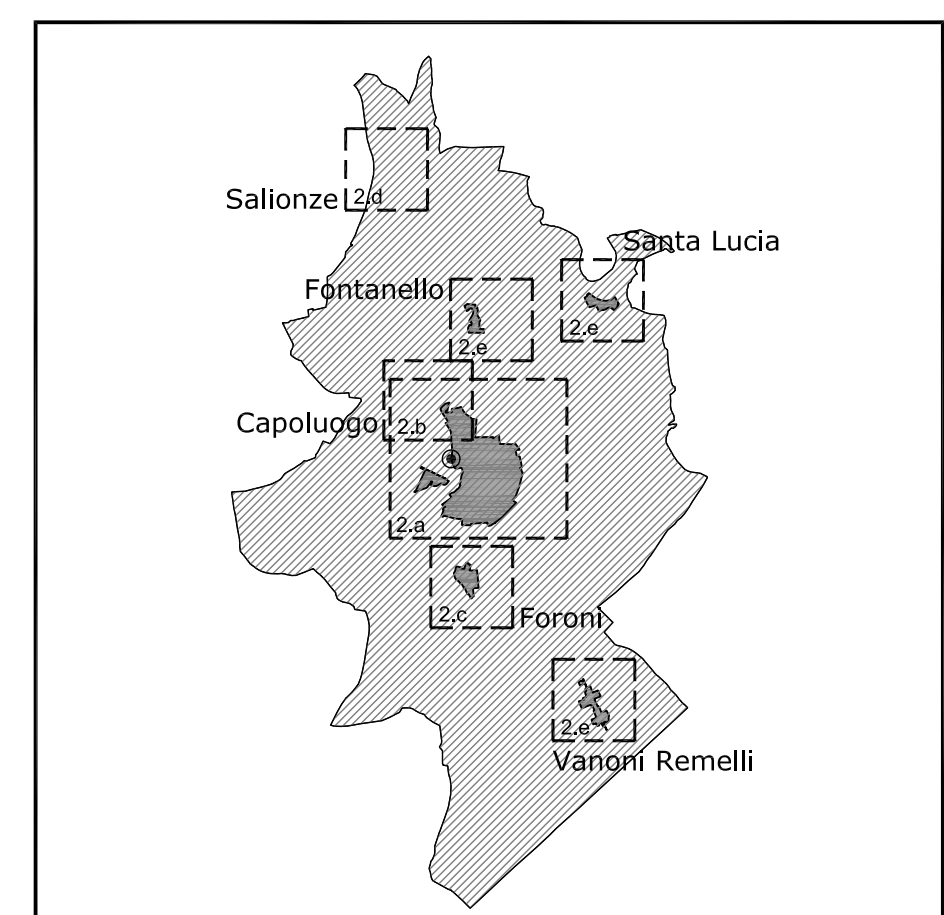 Salionze
2.d
Santa Lucia
Fontanello
2.e
2.e
Capoluogo
2.b
2.a
2.c
Foroni
2.e
Vanoni Remelli